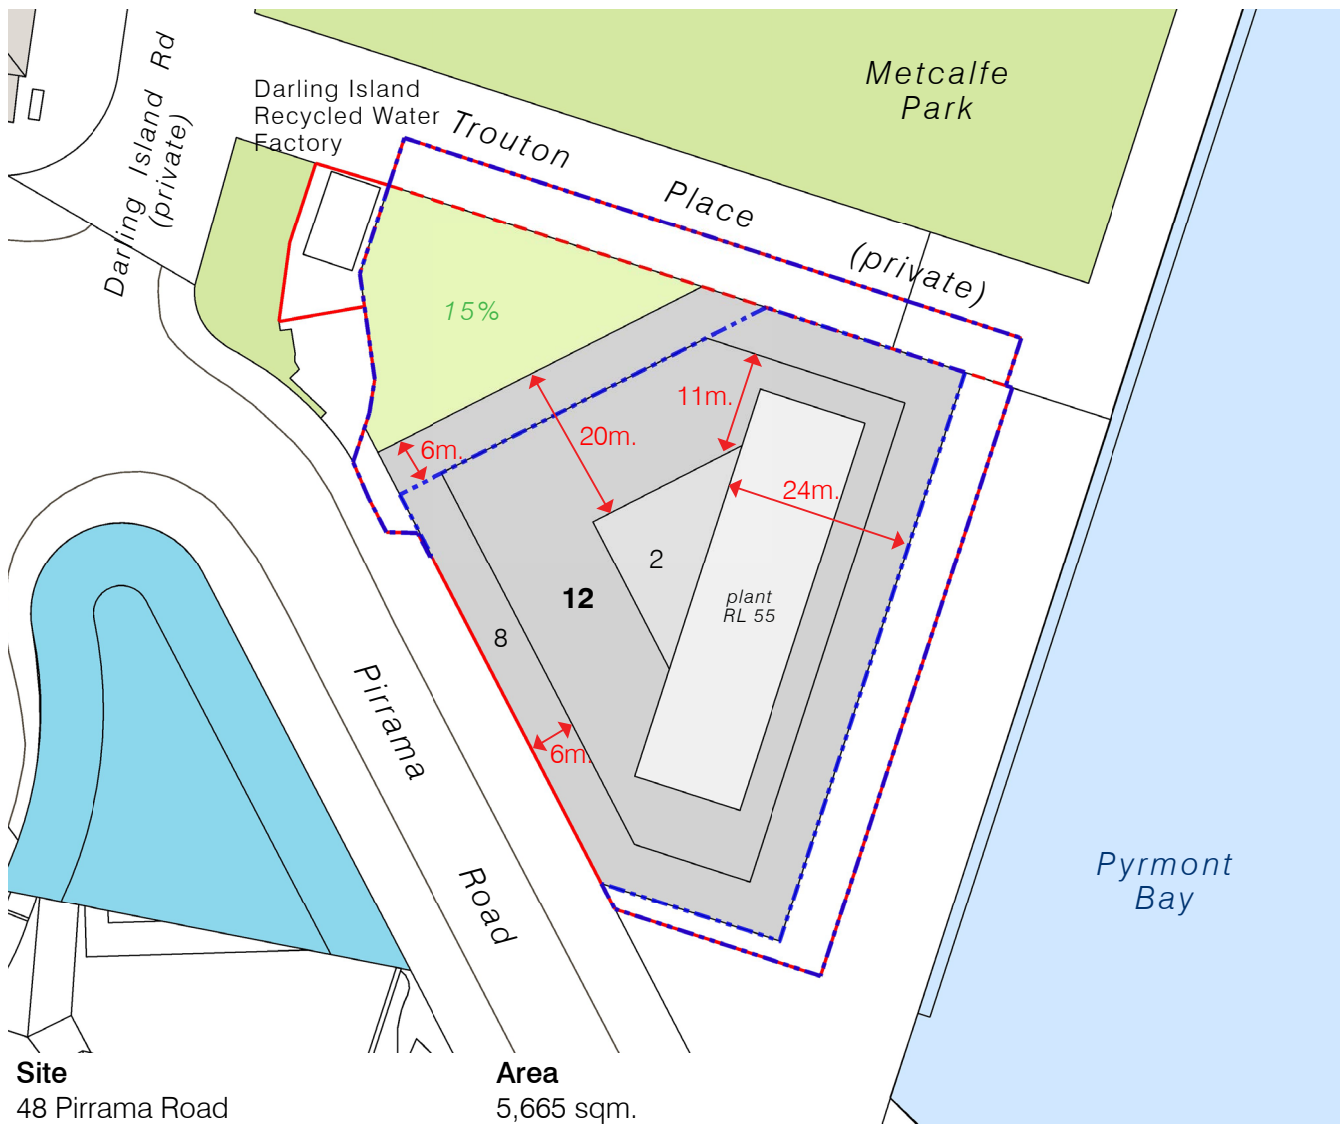 Metcalfe
Park
Darling Island Rd
(private)
Darling Island
Recycled Water
Factory
Trouton Place (private)
15%
11m.
20m.
6m.
24m.
2
12
plant
RL 55
8
6m.
Pirrama Road
Pyrmont
Bay
Site
48 Pirrama Road
Area
5,665 sqm.